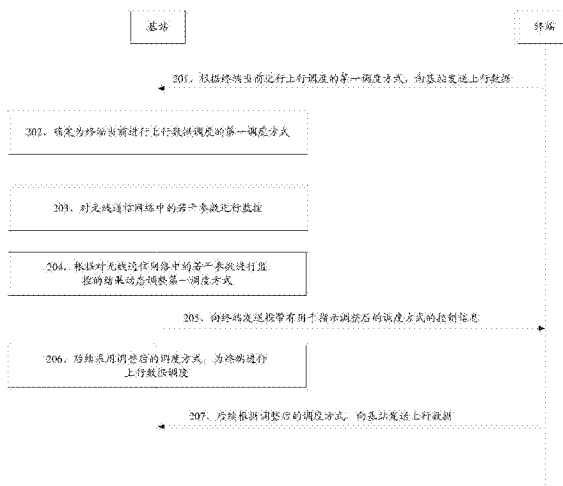 基站
终端
201、根据终端当前进行上行调度的第一调度方式，向基站发送上行数据
202、确定为终端当前进行上行数据调度的第一调度方式
203、对无线通信网络中的若干参数进行监控
204、根据对无线通信网络中的若干参数进行监
控的结果动态调整第一调度方式
205、向终端发送携带有用于指示调整后的调度方式的控制信息
206、后续采用调整后的调度方式，为终端进行
上行数据调度
207、后续根据调整后的调度方式，向基站发送上行数据